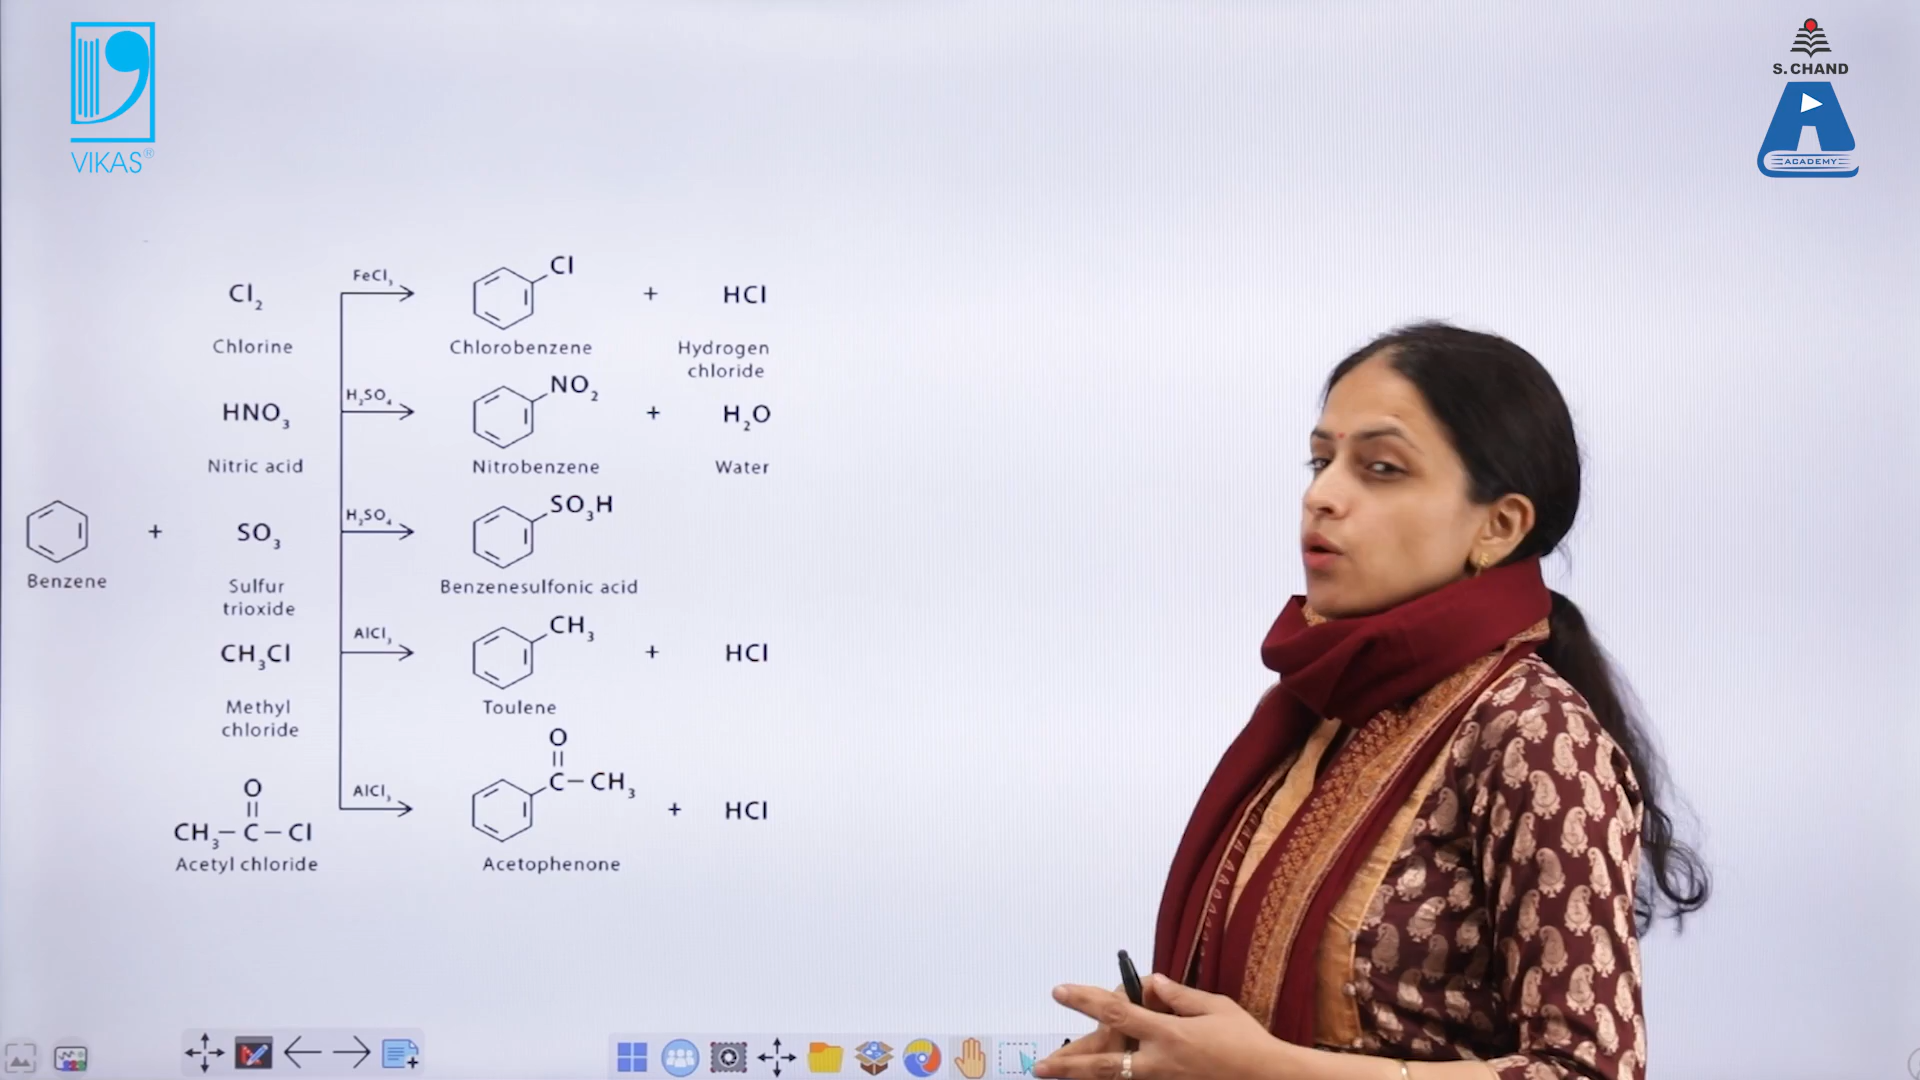 VIKAS®
S. CHAND
ACADEMY
Cl₂
FeCl₃
Cl
+
HCl
Chlorine
Chlorobenzene
Hydrogen
chloride
HNO₃
H₂SO₄
NO₂
+
H₂O
Nitric acid
Nitrobenzene
Water
Benzene
+
SO₃
H₂SO₄
SO₃H
Sulfur
trioxide
Benzenesulfonic acid
CH₃Cl
AlCl₃
CH₃
+
HCl
Methyl
chloride
Toulene
O
CH₃–C–Cl
AlCl₃
O
C–CH₃
+
HCl
Acetyl chloride
Acetophenone